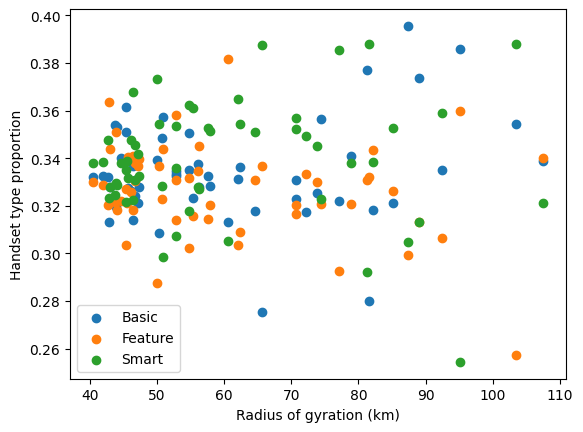 0.40
0.38
0.36
0.34
0.32
0.30
0.28
0.26
Handset type proportion
Basic
Feature
Smart
40 50 60 70 80 90 100 110
Radius of gyration (km)